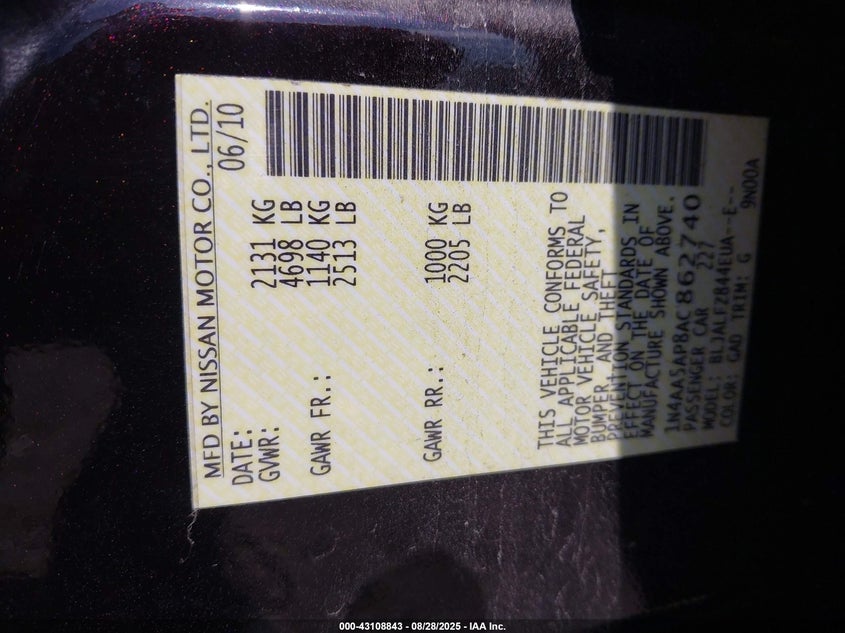 MFD BY NISSAN MOTOR CO., LTD.
DATE: 06/10
GVWR: 2131 KG
4698 LB
GAWR FR.: 1140 KG
2513 LB
GAWR RR.: 1000 KG
2205 LB
THIS VEHICLE CONFORMS TO
ALL APPLICABLE FEDERAL
MOTOR VEHICLE SAFETY,
BUMPER, AND THEFT
PREVENTION STANDARDS IN
EFFECT ON THE DATE OF
MANUFACTURE SHOWN ABOVE.
1N4AA5AP8AC862740
PASSENGER CAR 227
MODEL: BLJALFZB44EUA--E--
COLOR: GAD TRIM: G 9N00A
000-43108843 / 08/28/2025 - IAA Inc.